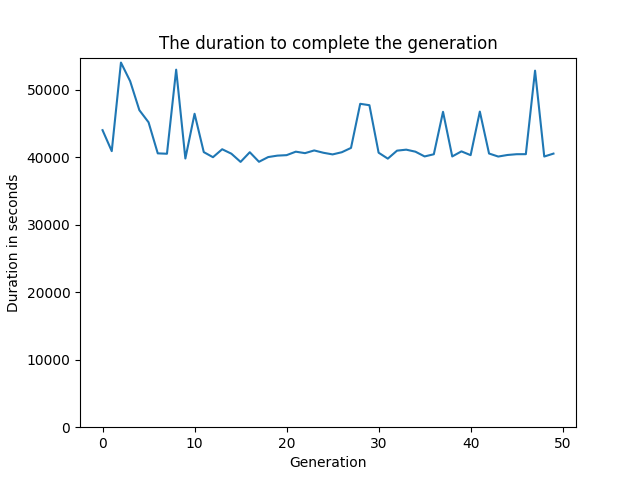 The duration to complete the generation
Duration in seconds
50000
40000
30000
20000
10000
0
0 10 20 30 40 50
Generation